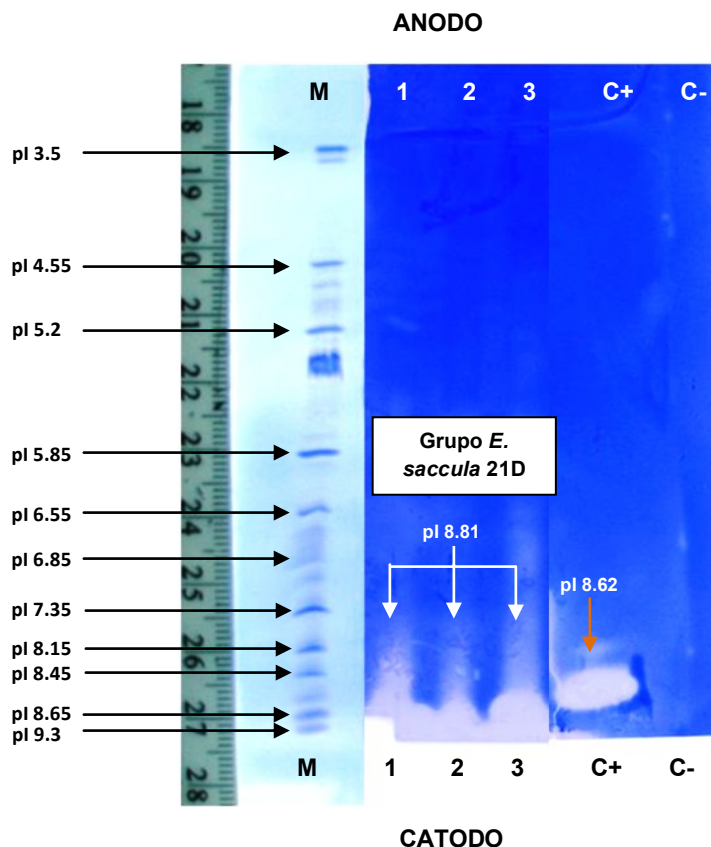 ANODO
M 1 2 3 C+ C-
18
pI 3.5
19
20
pI 4.55
21
pI 5.2
22
Grupo E.
saccula 21D
pI 5.85
23
pI 6.55
24
pI 8.81
pI 6.85
25
pI 8.62
pI 7.35
pI 8.15
26
pI 8.45
pI 8.65
27
pI 9.3
M 1 2 3 C+ C-
28
CATODO